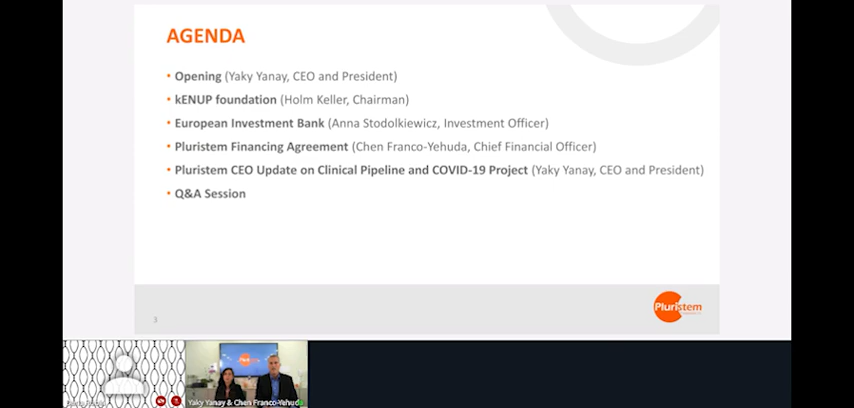 AGENDA
• Opening (Yaky Yanay, CEO and President)
• kENUP foundation (Holm Keller, Chairman)
• European Investment Bank (Anna Stodolkiewicz, Investment Officer)
• Pluristem Financing Agreement (Chen Franco-Yehuda, Chief Financial Officer)
• Pluristem CEO Update on Clinical Pipeline and COVID-19 Project (Yaky Yanay, CEO and President)
• Q&A Session
3
Pluristem
Yaky Yanay & Chen Franco-Yehuda